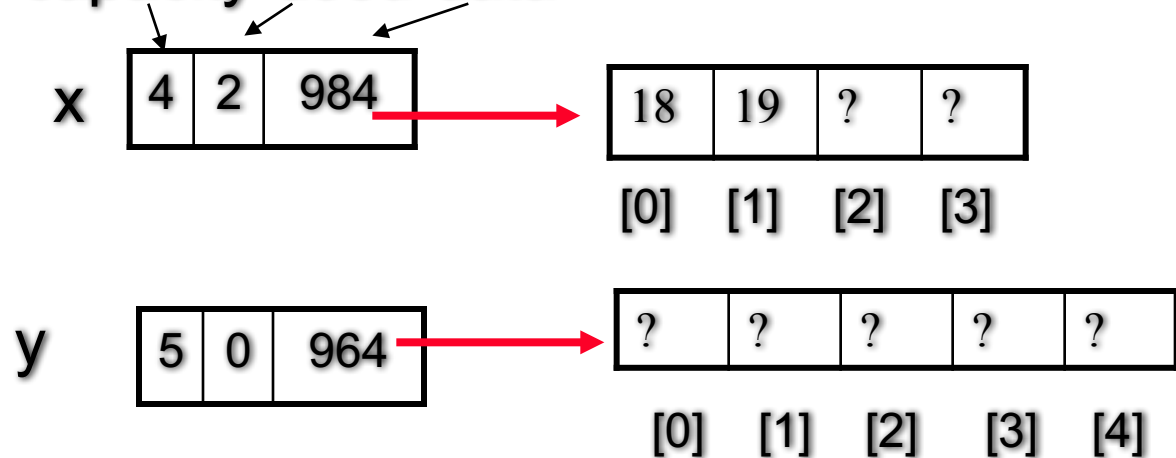 x 4 2 984 18 19 ? ?
[0] [1] [2] [3]
y 5 0 964 ? ? ? ? ?
[0] [1] [2] [3] [4]